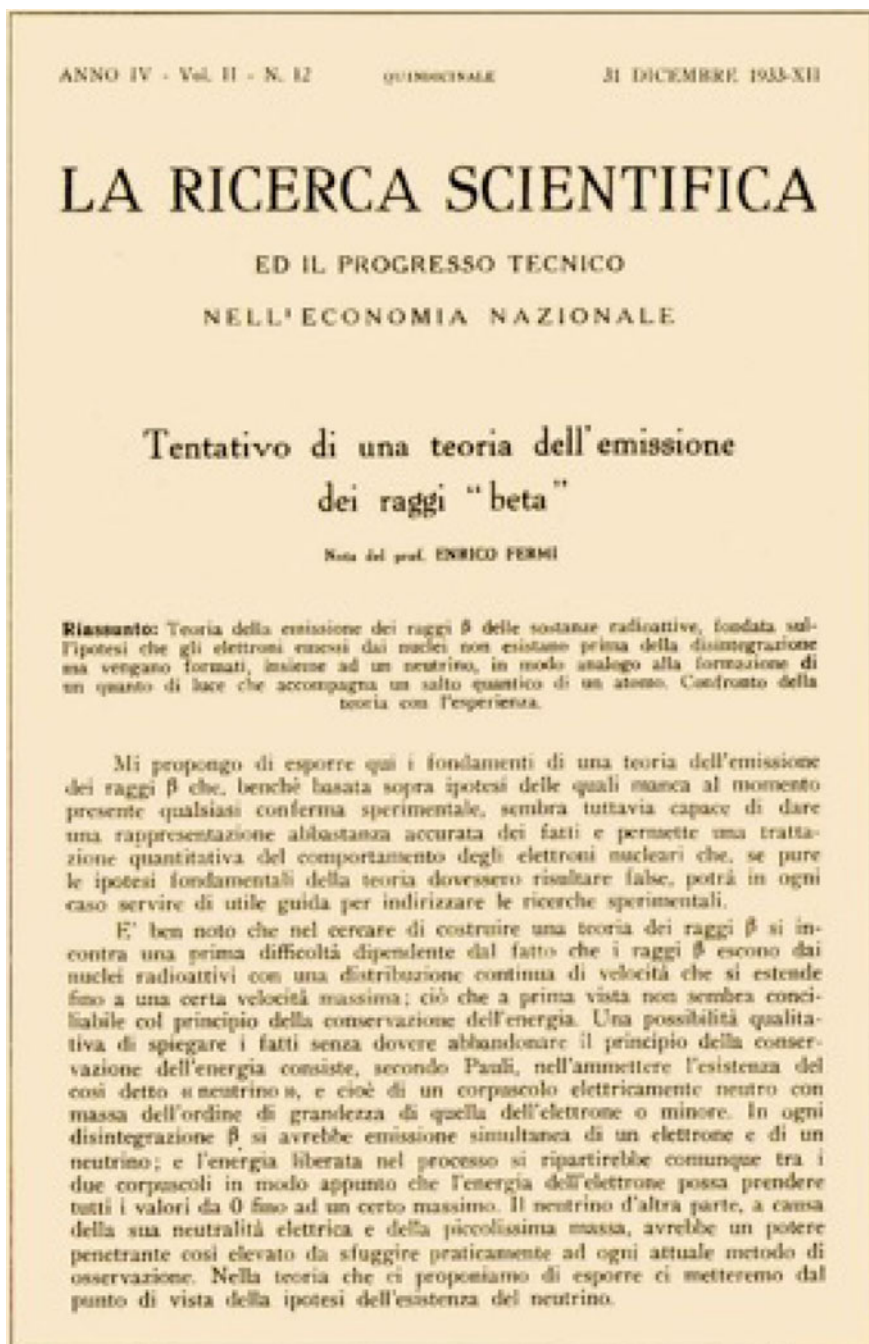 ANNO IV - Vol. II - N. 12 QUINDICINALE 31 DICEMBRE 1933-XII
LA RICERCA SCIENTIFICA
ED IL PROGRESSO TECNICO
NELL'ECONOMIA NAZIONALE
Tentativo di una teoria dell'emissione
dei raggi "beta"
Nota del prof. ENRICO FERMI
Riassunto: Teoria della emissione dei raggi β delle sostanze radioattive, fondata sul-
l'ipotesi che gli elettroni emessi dai nuclei non esistano prima della disintegrazione
ma vengano formati, insieme ad un neutrino, in modo analogo alla formazione di
un quanto di luce che accompagna un salto quantico di un atomo. Confronto della
teoria con l'esperienza.
Mi propongo di esporre qui i fondamenti di una teoria dell'emissione
dei raggi β che, benchè basata sopra ipotesi delle quali manca al momento
presente qualsiasi conferma sperimentale, sembra tuttavia capace di dare
una rappresentazione abbastanza accurata dei fatti e permette una tratta-
zione quantitativa del comportamento degli elettroni nucleari che, se pure
le ipotesi fondamentali della teoria dovessero risultare false, potrà in ogni
caso servire di utile guida per indirizzare le ricerche sperimentali.
E' ben noto che nel cercare di costruire una teoria dei raggi β si in-
contra una prima difficoltà dipendente dal fatto che i raggi β escono dai
nuclei radioattivi con una distribuzione continua di velocità che si estende
fino a una certa velocità massima; ciò che a prima vista non sembra conci-
liabile col principio della conservazione dell'energia. Una possibilità qualita-
tiva di spiegare i fatti senza dovere abbandonare il principio della conser-
vazione dell'energia consiste, secondo Pauli, nell'ammettere l'esistenza del
così detto « neutrino », e cioè di un corpuscolo elettricamente neutro con
massa dell'ordine di grandezza di quella dell'elettrone o minore. In ogni
disintegrazione β si avrebbe emissione simultanea di un elettrone e di un
neutrino; e l'energia liberata nel processo si ripartirebbe comunque tra i
due corpuscoli in modo appunto che l'energia dell'elettrone possa prendere
tutti i valori da 0 fino ad un certo massimo. Il neutrino d'altra parte, a causa
della sua neutralità elettrica e della piccolissima massa, avrebbe un potere
penetrante così elevato da sfuggire praticamente ad ogni attuale metodo di
osservazione. Nella teoria che ci proponiamo di esporre ci metteremo dal
punto di vista della ipotesi dell'esistenza del neutrino.